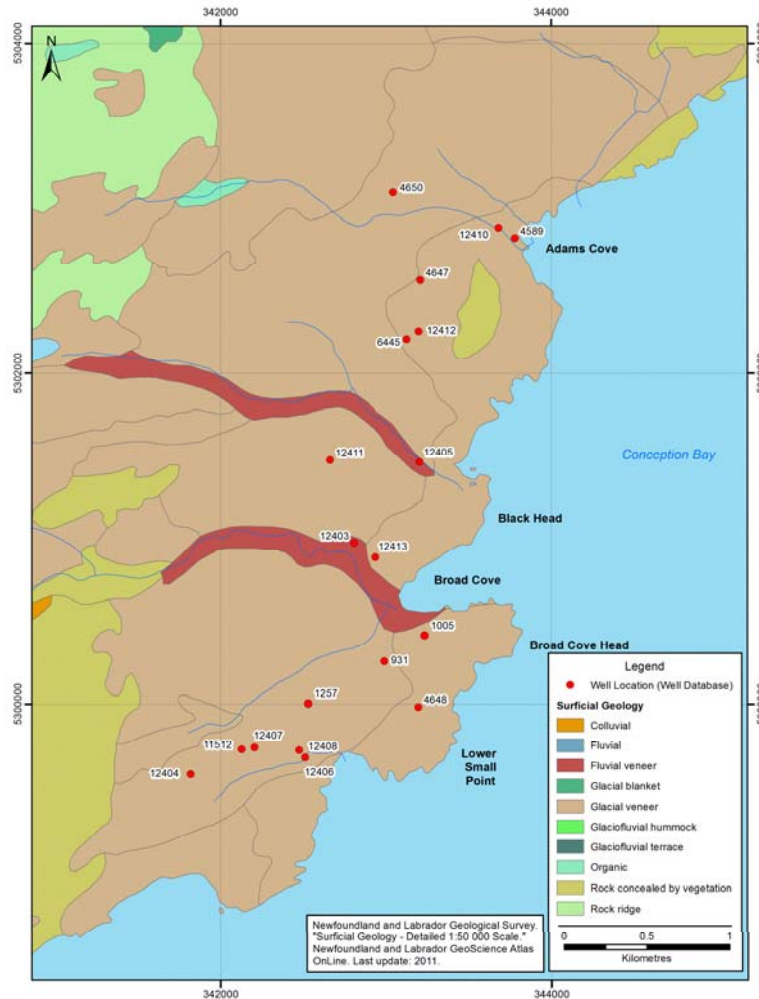 342000
344000
5304000
N
4650
12410
4589
Adams Cove
4647
12412
6445
5302000
12411
12405
Conception Bay
Black Head
12403
12413
Broad Cove
1005
Broad Cove Head
931
1257
4648
5300000
12407
11512
12408
12406
12404
Lower
Small
Point
Legend
Well Location (Well Database)
Surficial Geology
Colluvial
Fluvial
Fluvial veneer
Glacial blanket
Glacial veneer
Glaciofluvial hummock
Glaciofluvial terrace
Organic
Rock concealed by vegetation
Rock ridge
0 0.5 1
Kilometres
Newfoundland and Labrador Geological Survey.
"Surficial Geology - Detailed 1:50 000 Scale."
Newfoundland and Labrador GeoScience Atlas
OnLine. Last update: 2011.
342000
344000